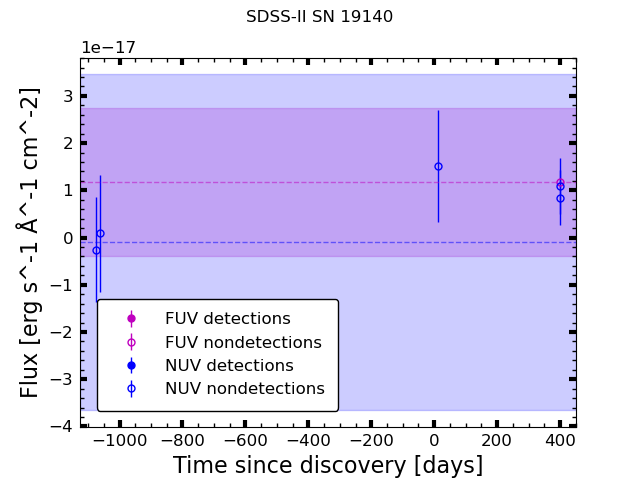 SDSS-II SN 19140
1e−17
3
2
1
0
−1
−2
−3
−4
Flux [erg s^-1 Å^-1 cm^-2]
FUV detections
FUV nondetections
NUV detections
NUV nondetections
−1000 −800 −600 −400 −200 0 200 400
Time since discovery [days]